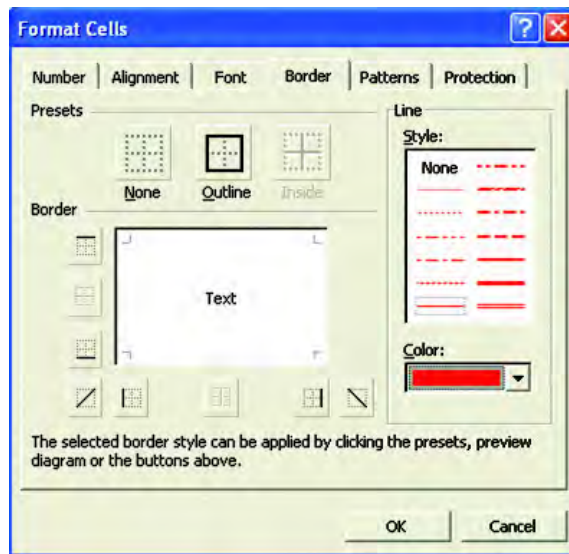 Format Cells
Number Alignment Font Border Patterns Protection
Presets
None Outline Inside
Border
Text
Line
Style:
None
Color:
The selected border style can be applied by clicking the presets, preview
diagram or the buttons above.
OK Cancel